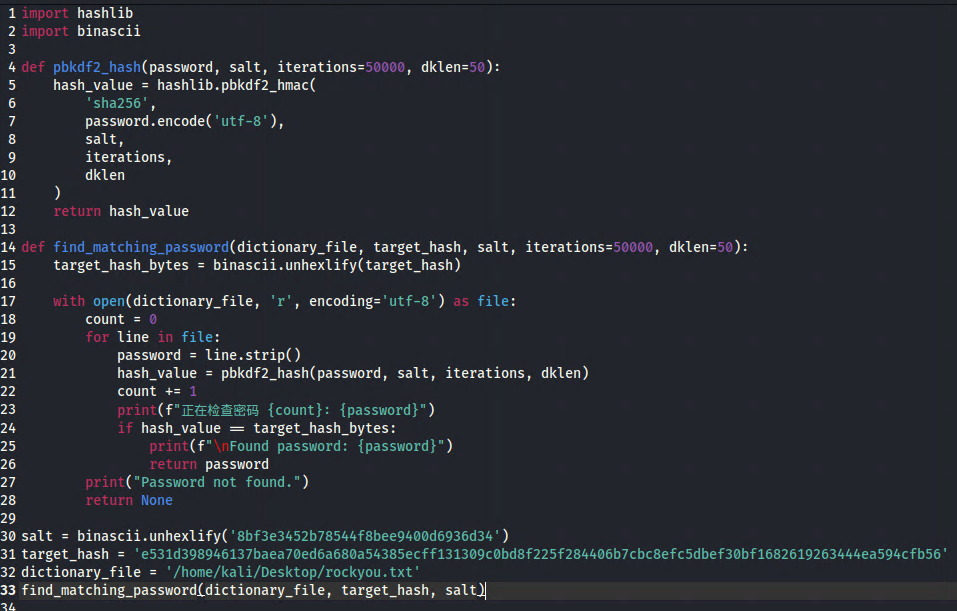 1 import hashlib
2 import binascii
3
4 def pbkdf2_hash(password, salt, iterations=50000, dklen=50):
5     hash_value = hashlib.pbkdf2_hmac(
6         'sha256',
7         password.encode('utf-8'),
8         salt,
9         iterations,
10         dklen
11     )
12     return hash_value
13
14 def find_matching_password(dictionary_file, target_hash, salt, iterations=50000, dklen=50):
15     target_hash_bytes = binascii.unhexlify(target_hash)
16
17     with open(dictionary_file, 'r', encoding='utf-8') as file:
18         count = 0
19         for line in file:
20             password = line.strip()
21             hash_value = pbkdf2_hash(password, salt, iterations, dklen)
22             count += 1
23             print(f"正在检查密码 {count}: {password}")
24             if hash_value == target_hash_bytes:
25                 print(f"\nFound password: {password}")
26                 return password
27         print("Password not found.")
28         return None
29
30 salt = binascii.unhexlify('8bf3e3452b78544f8bee9400d6936d34')
31 target_hash = 'e531d398946137baea70ed6a680a54385ecff131309c0bd8f225f284406b7cbc8efc5dbef30bf1682619263444ea594cfb56'
32 dictionary_file = '/home/kali/Desktop/rockyou.txt'
33 find_matching_password(dictionary_file, target_hash, salt)
34